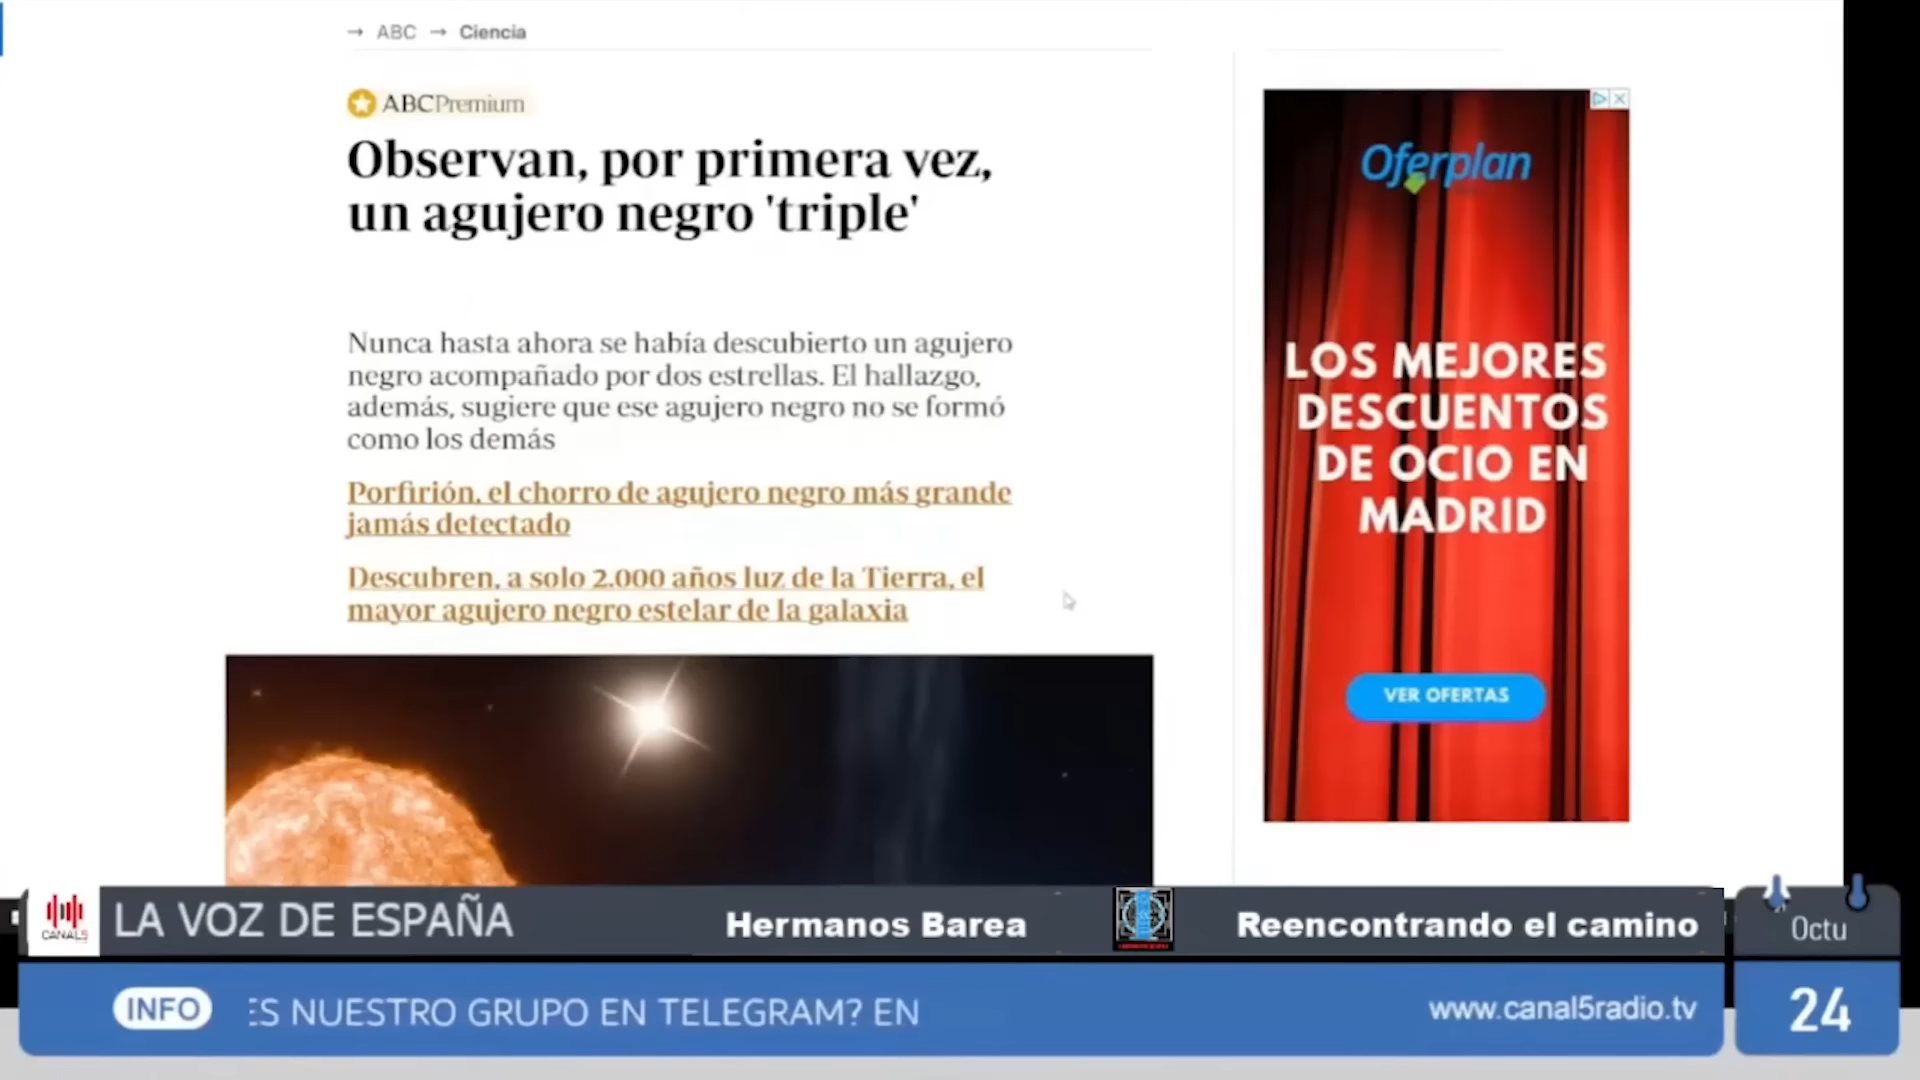 → ABC → Ciencia
ABCPremium
Observan, por primera vez,
un agujero negro 'triple'
Nunca hasta ahora se había descubierto un agujero
negro acompañado por dos estrellas. El hallazgo,
además, sugiere que ese agujero negro no se formó
como los demás
Porfirión, el chorro de agujero negro más grande
jamás detectado
Descubren, a solo 2.000 años luz de la Tierra, el
mayor agujero negro estelar de la galaxia
Oferplan
LOS MEJORES
DESCUENTOS
DE OCIO EN
MADRID
VER OFERTAS
CANAL5
LA VOZ DE ESPAÑA
Hermanos Barea
Reencontrando el camino
Octu
INFO
ES NUESTRO GRUPO EN TELEGRAM? EN
www.canal5radio.tv
24